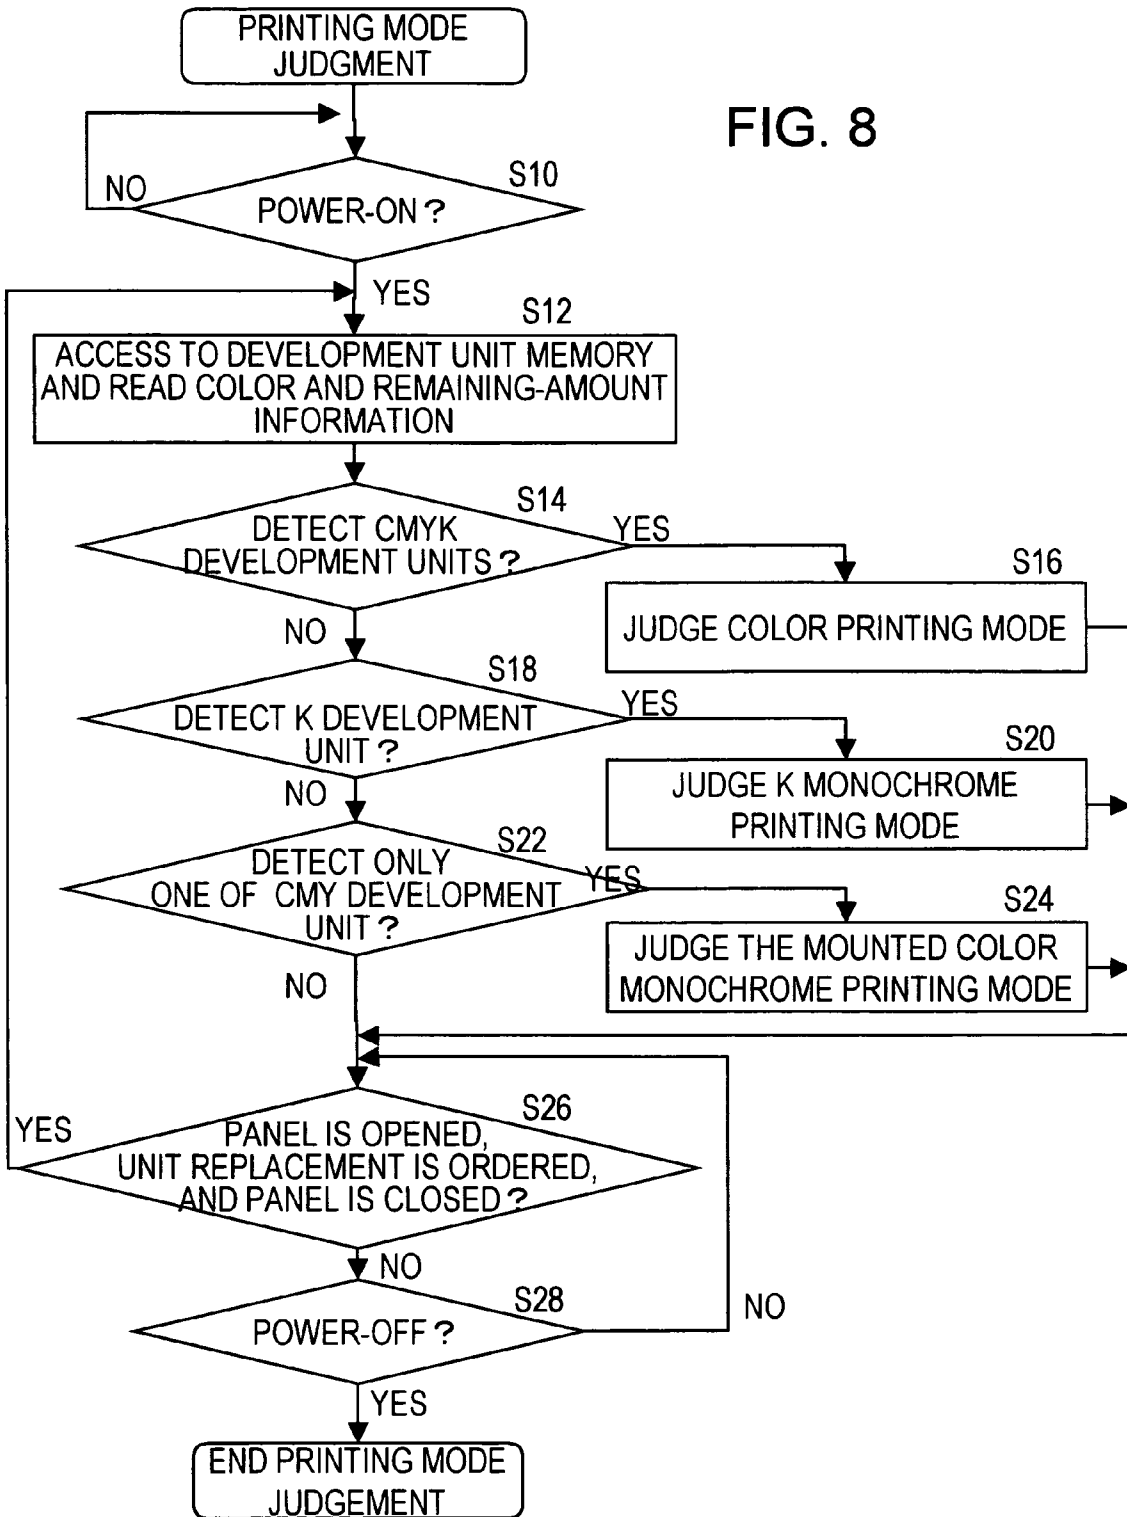 PRINTING MODE
JUDGMENT
FIG. 8
S10
NO
POWER-ON ?
YES
S12
ACCESS TO DEVELOPMENT UNIT MEMORY
AND READ COLOR AND REMAINING-AMOUNT
INFORMATION
S14
DETECT CMYK
DEVELOPMENT UNITS ?
YES
NO
S16
JUDGE COLOR PRINTING MODE
S18
DETECT K DEVELOPMENT
UNIT ?
YES
NO
S20
JUDGE K MONOCHROME
PRINTING MODE
S22
DETECT ONLY
ONE OF CMY DEVELOPMENT
UNIT ?
YES
NO
S24
JUDGE THE MOUNTED COLOR
MONOCHROME PRINTING MODE
S26
YES
PANEL IS OPENED,
UNIT REPLACEMENT IS ORDERED,
AND PANEL IS CLOSED ?
NO
S28
POWER-OFF ?
NO
YES
END PRINTING MODE
JUDGEMENT